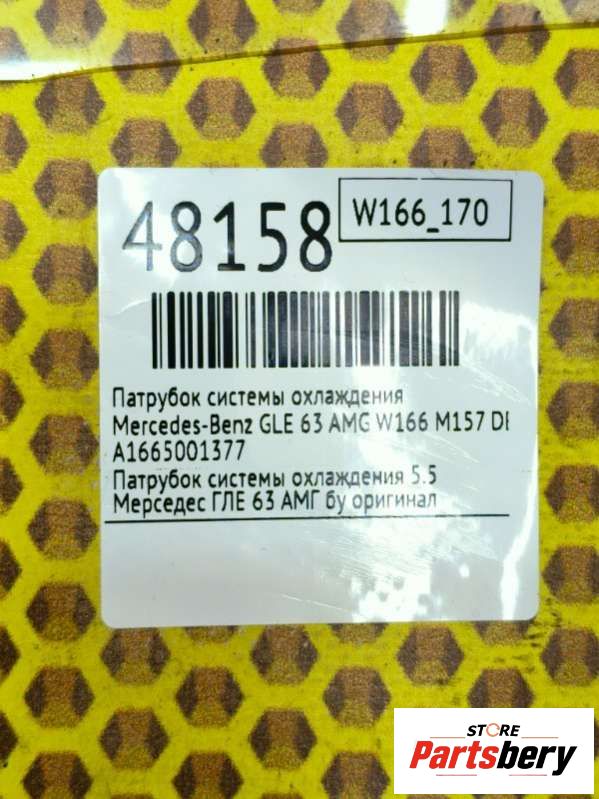 48158
W166_170
Патрубок системы охлаждения
Mercedes-Benz GLE 63 AMG W166 M157 DE
A1665001377
Патрубок системы охлаждения 5.5
Мерседес ГЛЕ 63 АМГ бу оригинал
STORE
Partsbery